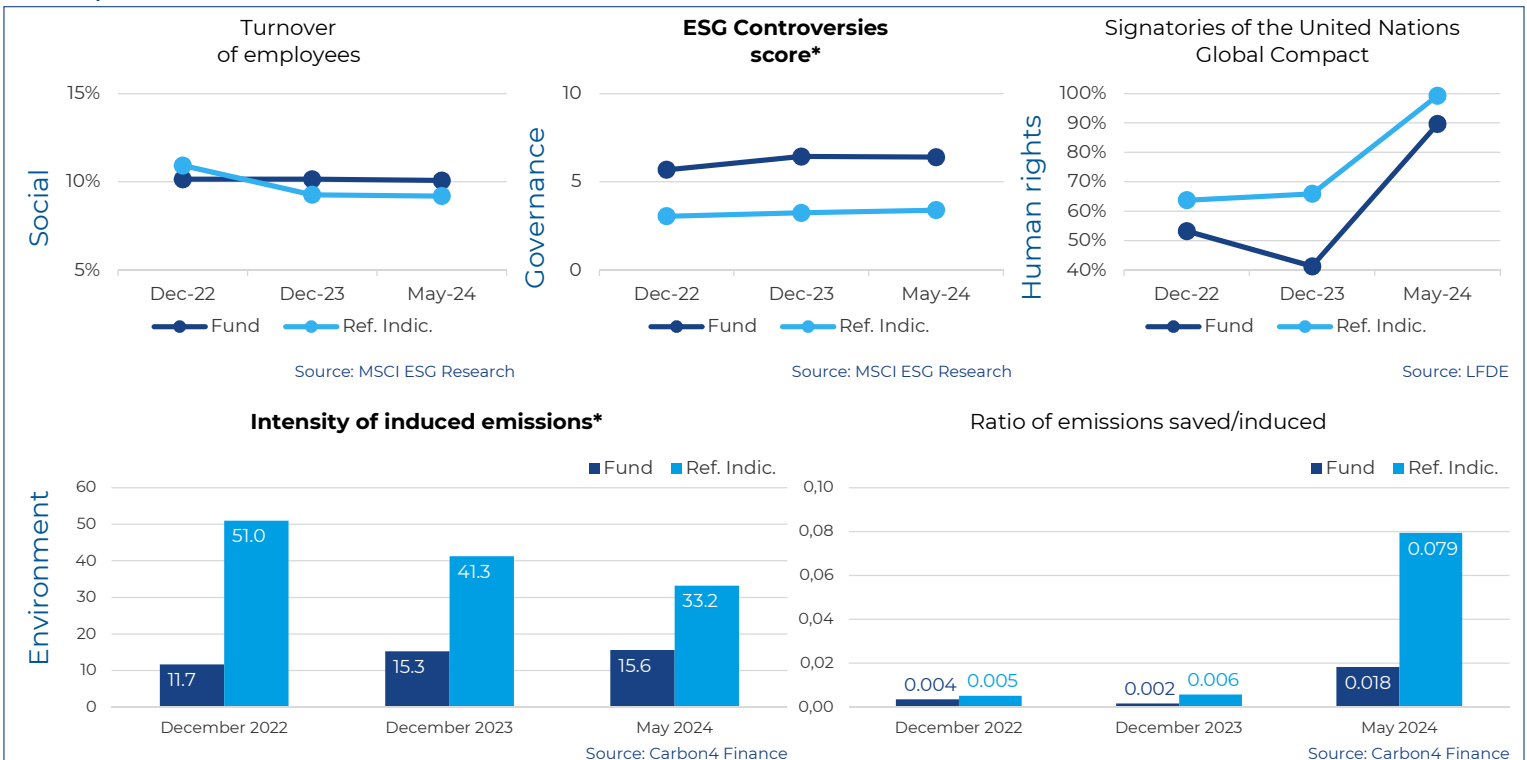 Turnover
of employees
15%
10%
5%
Social
Dec-22
Dec-23
May-24
Fund
Ref. Indic.
Source: MSCI ESG Research
ESG Controversies
score*
10
5
0
Governance
Dec-22
Dec-23
May-24
Fund
Ref. Indic.
Source: MSCI ESG Research
Signatories of the United Nations
Global Compact
100%
90%
80%
70%
60%
50%
40%
Human rights
Dec-22
Dec-23
May-24
Fund
Ref. Indic.
Source: LFDE
Intensity of induced emissions*
Fund
Ref. Indic.
60
50
40
30
20
10
0
Environment
11.7
51.0
15.3
41.3
15.6
33.2
December 2022
December 2023
May 2024
Source: Carbon4 Finance
Ratio of emissions saved/induced
Fund
Ref. Indic.
0,10
0,08
0,06
0,04
0,02
0,00
0.004
0.005
0.002
0.006
0.018
0.079
December 2022
December 2023
May 2024
Source: Carbon4 Finance